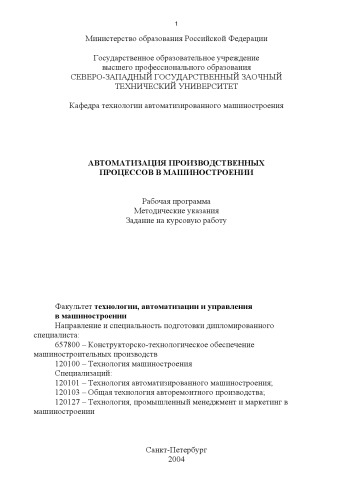 1
Министерство образования Российской Федерации
Государственное образовательное учреждение
высшего профессионального образования
СЕВЕРО-ЗАПАДНЫЙ ГОСУДАРСТВЕННЫЙ ЗАОЧНЫЙ
ТЕХНИЧЕСКИЙ УНИВЕРСИТЕТ
Кафедра технологии автоматизированного машиностроения
АВТОМАТИЗАЦИЯ ПРОИЗВОДСТВЕННЫХ
ПРОЦЕССОВ В МАШИНОСТРОЕНИИ
Рабочая программа
Методические указания
Задание на курсовую работу
Факультет технологии, автоматизации и управления
в машиностроении
Направление и специальность подготовки дипломированного
специалиста:
657800 – Конструкторско-технологическое обеспечение
машиностроительных производств
120100 – Технология машиностроения
Специализаций:
120101 – Технология автоматизированного машиностроения;
120103 – Общая технология авторемонтного производства;
120127 – Технология, промышленный менеджмент и маркетинг в
машиностроении
Санкт-Петербург
2004